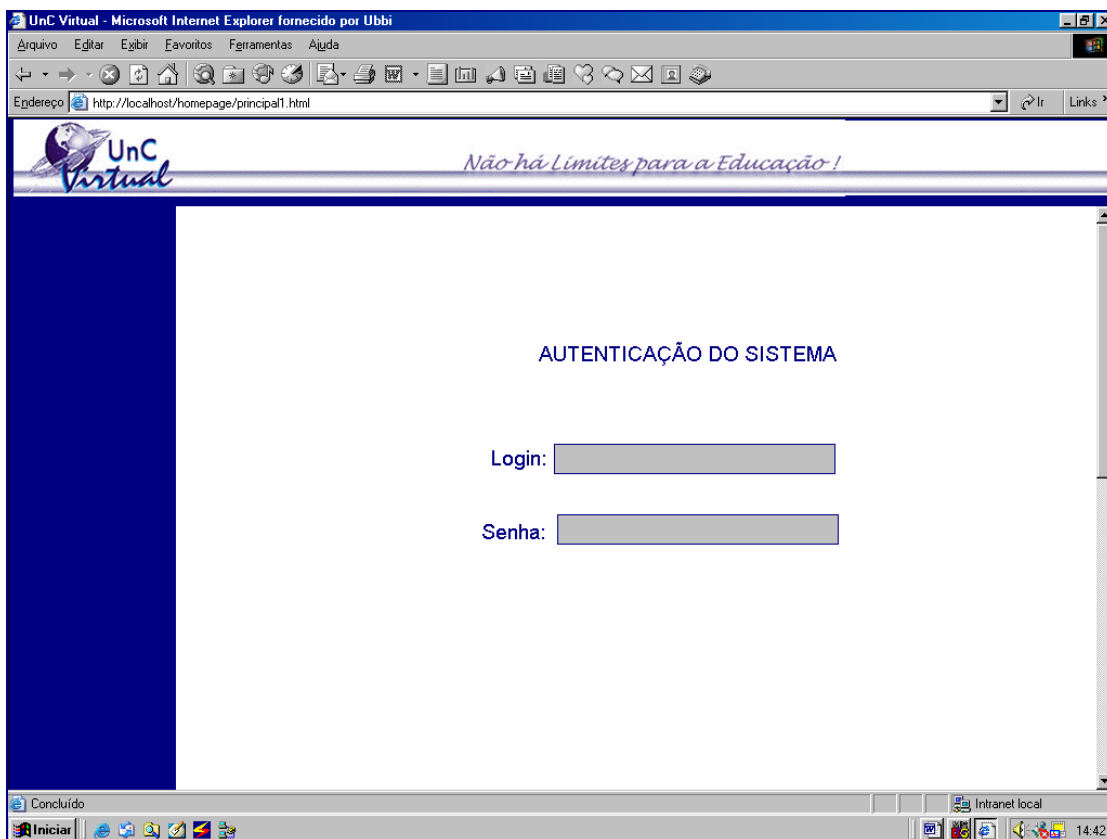 UnC Virtual - Microsoft Internet Explorer fornecido por Ubbi
Arquivo Editar Exibir Favoritos Ferramentas Ajuda
Endereço http://localhost/homepage/principal1.html Ir Links
UnC
Virtual
Não há Limites para a Educação !
AUTENTICAÇÃO DO SISTEMA
Login:
Senha:
Concluído Intranet local
Iniciar 14:42